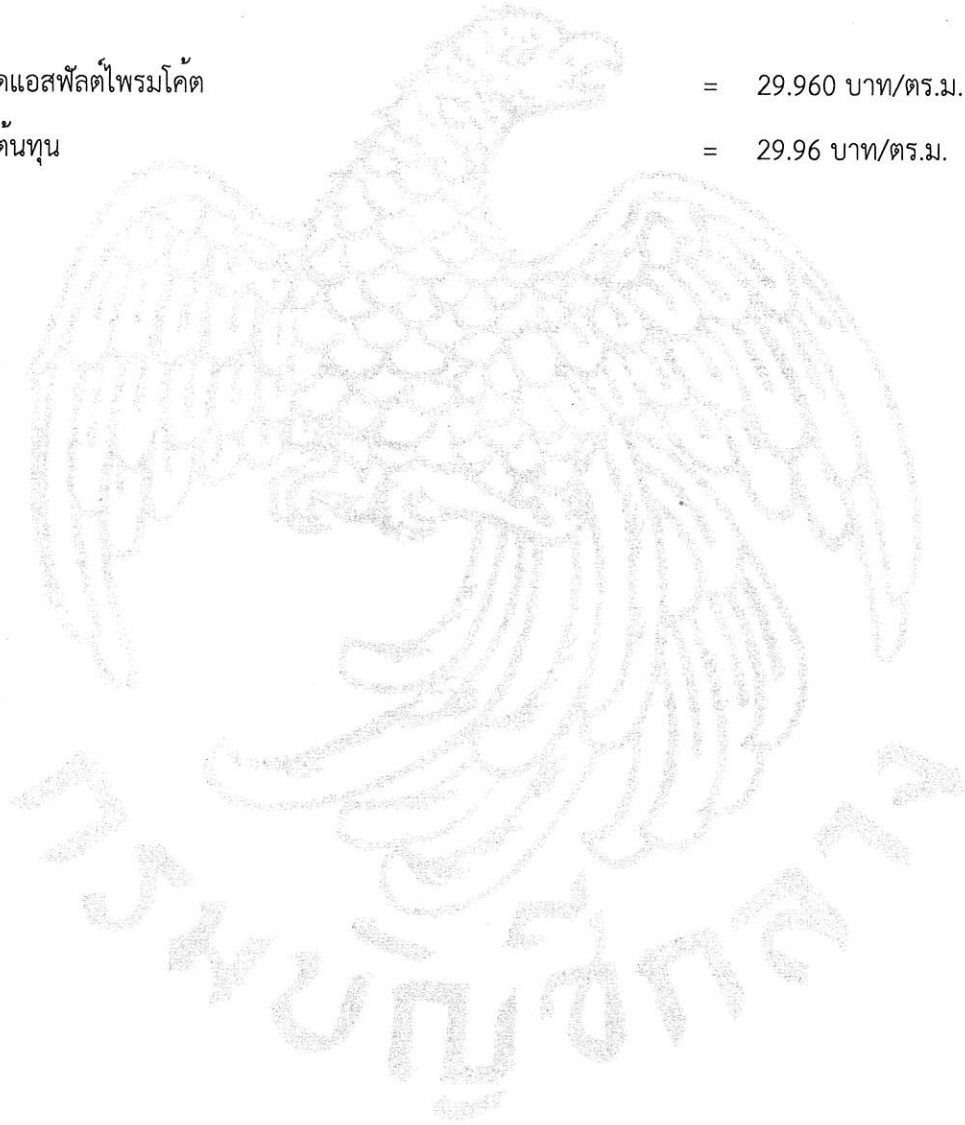 ดแอสฟัลต์ไพรมโค้ต = 29.960 บาท/ตร.ม.
ต้นทุน = 29.96 บาท/ตร.ม.
กรมบัญชีกลาง